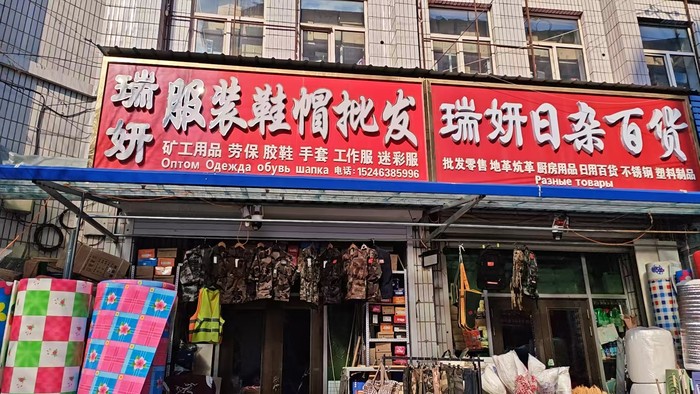 瑞妍
服装鞋帽批发
矿工用品 劳保 胶鞋 手套 工作服 迷彩服
Оптом Одежда обувь шапка 电话:15246385996
瑞妍日杂百货
批发零售 地革炕革 厨房用品 日用百货 不锈钢 塑料制品
Разные товары